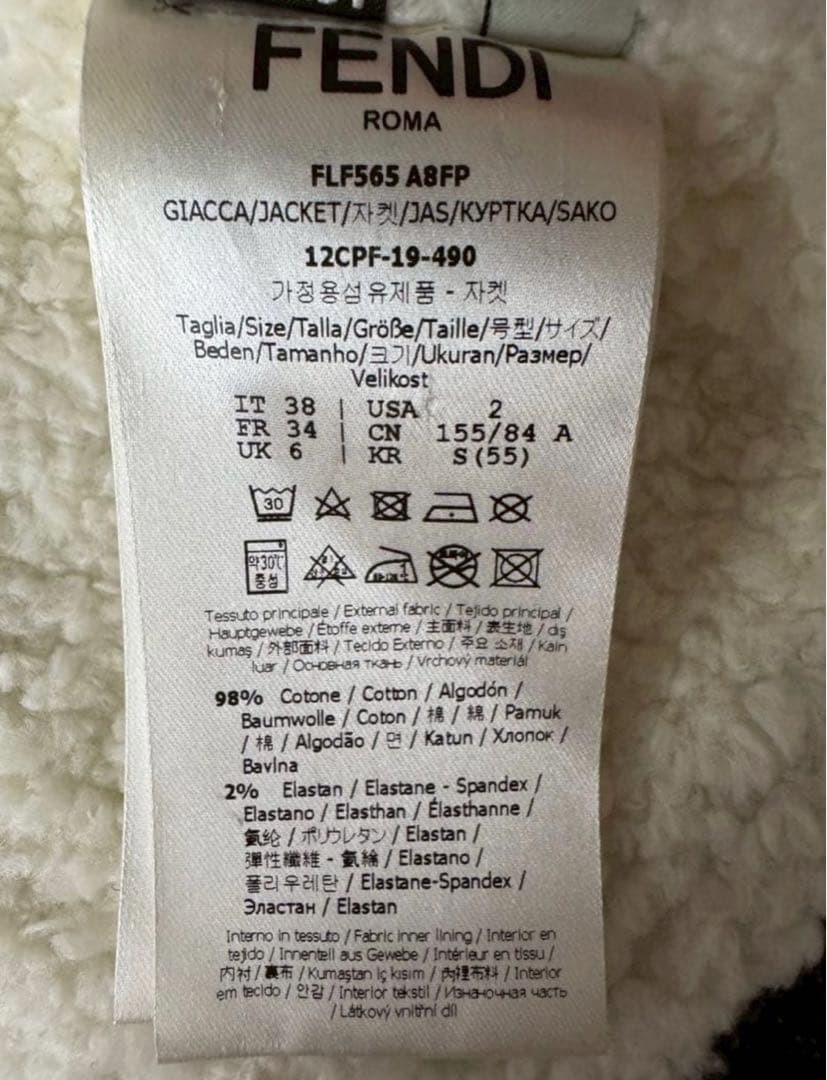 FENDI
ROMA
FLF565 A8FP
GIACCA/JACKET/자켓/JAS/КУРТКА/SAKO
12CPF-19-490
가정용섬유제품 - 자켓
Taglia/Size/Talla/Größe/Taille/号型/サイズ/
Beden/Tamanho/크기/Ukuran/Размер/
Velikost
IT 38 | USA 2
FR 34 | CN 155/84 A
UK 6 | KR S(55)
30
약30℃
중성
Tessuto principale / External fabric / Tejido principal /
Hauptgewebe / Étoffe externe / 主面料 / 表生地 / dış
kumaş / 外部面料 / Tecido Externo / 주요 소재 / Kain
luar / Основная ткань / Vrchový materiál
98% Cotone / Cotton / Algodón /
Baumwolle / Coton / 棉 / 綿 / Pamuk
/ 棉 / Algodão / 면 / Katun / Хлопок /
Bavlna
2% Elastan / Elastane - Spandex /
Elastano / Elasthan / Élasthanne /
氨纶 / ポリウレタン / Elastan /
彈性纖維 - 氨綸 / Elastano /
폴리우레탄 / Elastane-Spandex /
Эластан / Elastan
Interno in tessuto / Fabric inner lining / Interior en
tejido / Innenteil aus Gewebe / Intérieur en tissu /
内衬 / 裏布 / Kumaştan iç kısım / 內裡布料 / Interior
em tecido / 안감 / Interior tekstil / Изнаночная часть
/ Látkový vnitřní díl